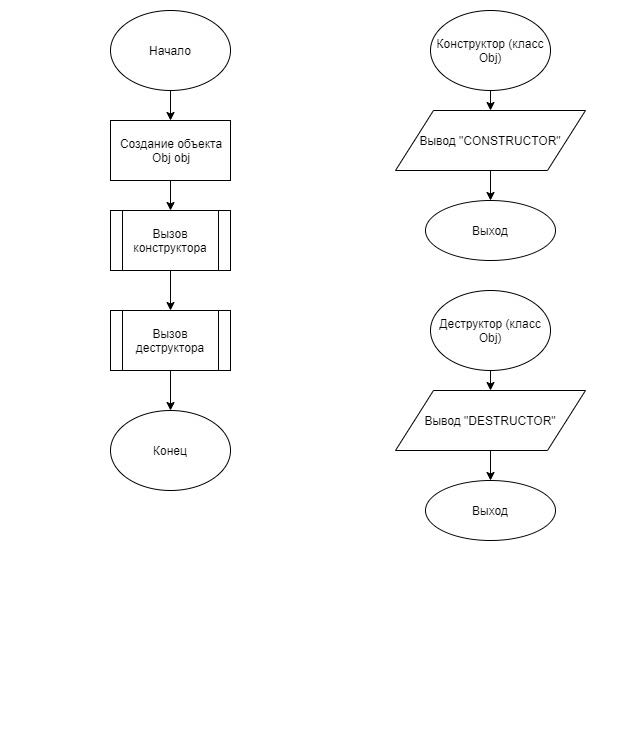 Начало
Создание объекта
Obj obj
Вызов
конструктора
Вызов
деструктора
Конец
Конструктор (класс
Obj)
Вывод "CONSTRUCTOR"
Выход
Деструктор (класс
Obj)
Вывод "DESTRUCTOR"
Выход